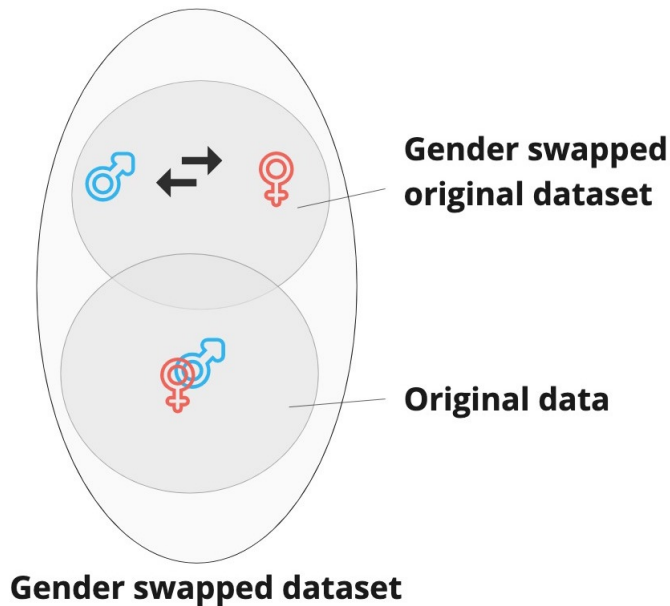 Gender swapped
original dataset
Original data
Gender swapped dataset